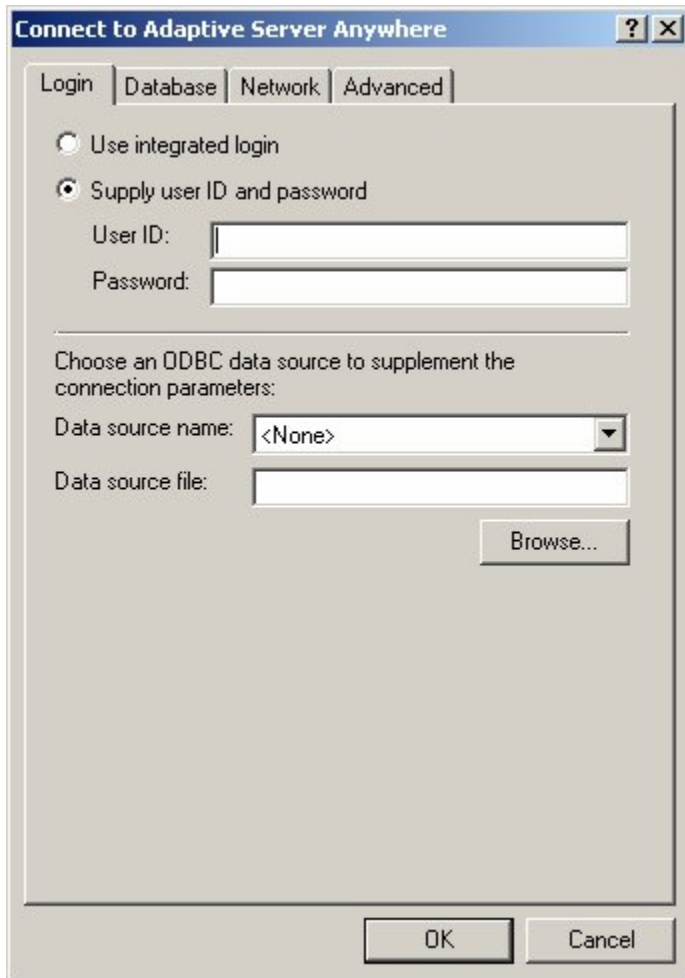 Connect to Adaptive Server Anywhere
Login Database Network Advanced
Use integrated login
Supply user ID and password
User ID:
Password:
Choose an ODBC data source to supplement the
connection parameters:
Data source name: <None>
Data source file:
Browse...
OK Cancel